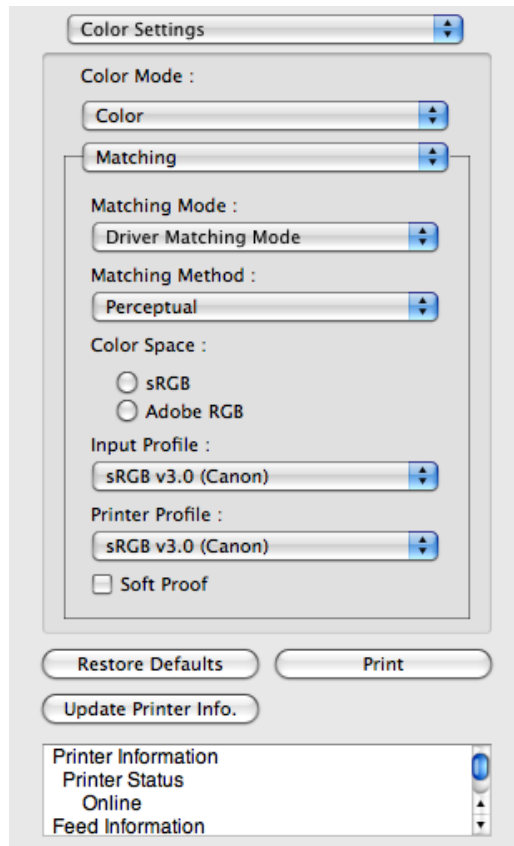 Color Settings
Color Mode :
Color
Matching
Matching Mode :
Driver Matching Mode
Matching Method :
Perceptual
Color Space :
sRGB
Adobe RGB
Input Profile :
sRGB v3.0 (Canon)
Printer Profile :
sRGB v3.0 (Canon)
Soft Proof
Restore Defaults Print
Update Printer Info.
Printer Information
Printer Status
Online
Feed Information